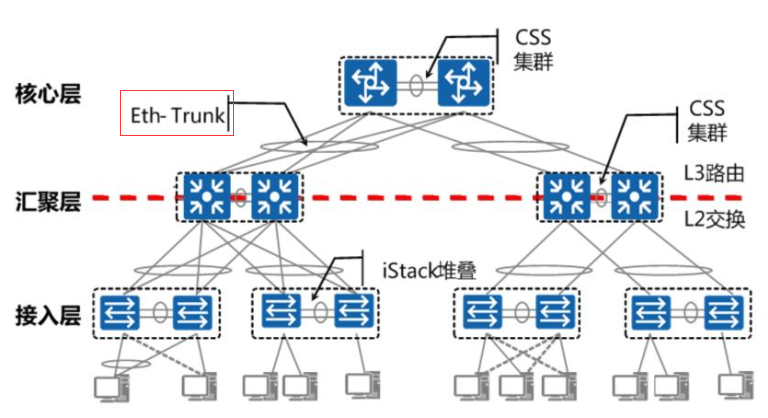 CSS
集群
核心层
Eth- Trunk
CSS
集群
L3路由
汇聚层
L2交换
iStack堆叠
接入层